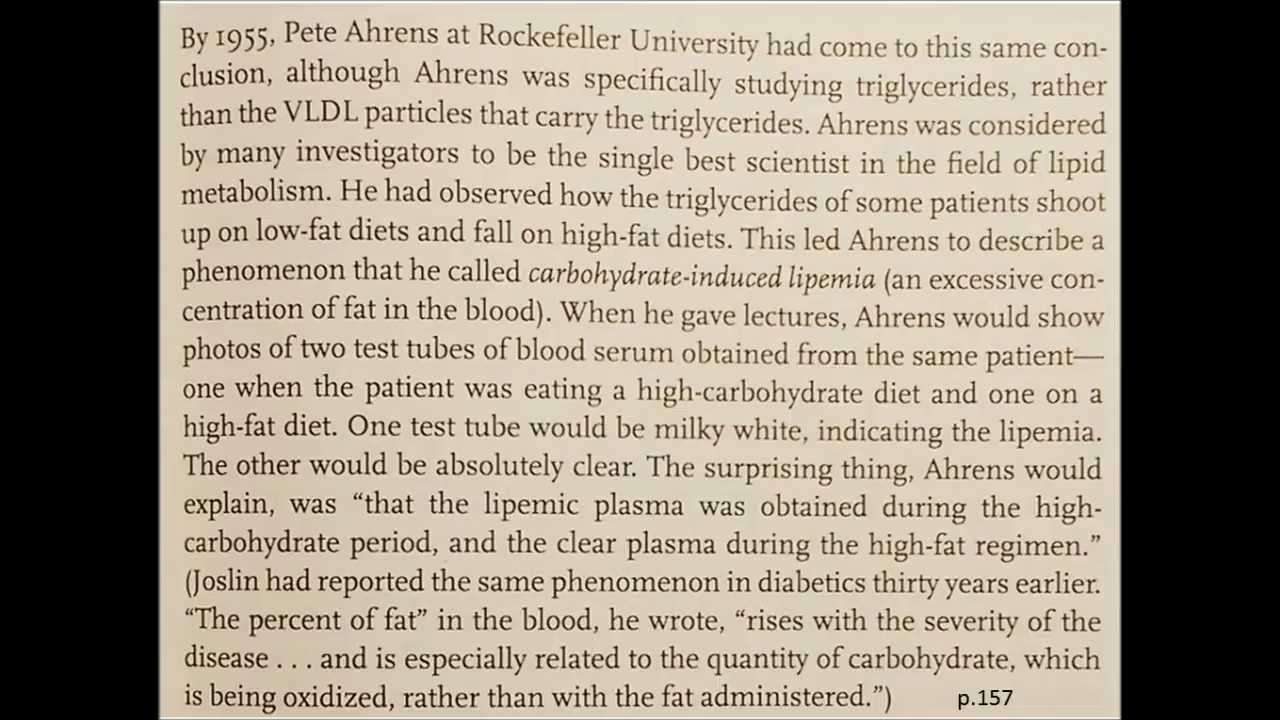 By 1955, Pete Ahrens at Rockefeller University had come to this same con-
clusion, although Ahrens was specifically studying triglycerides, rather
than the VLDL particles that carry the triglycerides. Ahrens was considered
by many investigators to be the single best scientist in the field of lipid
metabolism. He had observed how the triglycerides of some patients shoot
up on low-fat diets and fall on high-fat diets. This led Ahrens to describe a
phenomenon that he called carbohydrate-induced lipemia (an excessive con-
centration of fat in the blood). When he gave lectures, Ahrens would show
photos of two test tubes of blood serum obtained from the same patient—
one when the patient was eating a high-carbohydrate diet and one on a
high-fat diet. One test tube would be milky white, indicating the lipemia.
The other would be absolutely clear. The surprising thing, Ahrens would
explain, was “that the lipemic plasma was obtained during the high-
carbohydrate period, and the clear plasma during the high-fat regimen.”
(Joslin had reported the same phenomenon in diabetics thirty years earlier.
“The percent of fat” in the blood, he wrote, “rises with the severity of the
disease . . . and is especially related to the quantity of carbohydrate, which
is being oxidized, rather than with the fat administered.”) p.157